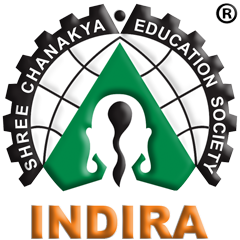 SHREE CHANAKYA EDUCATION SOCIETY
®
INDIRA